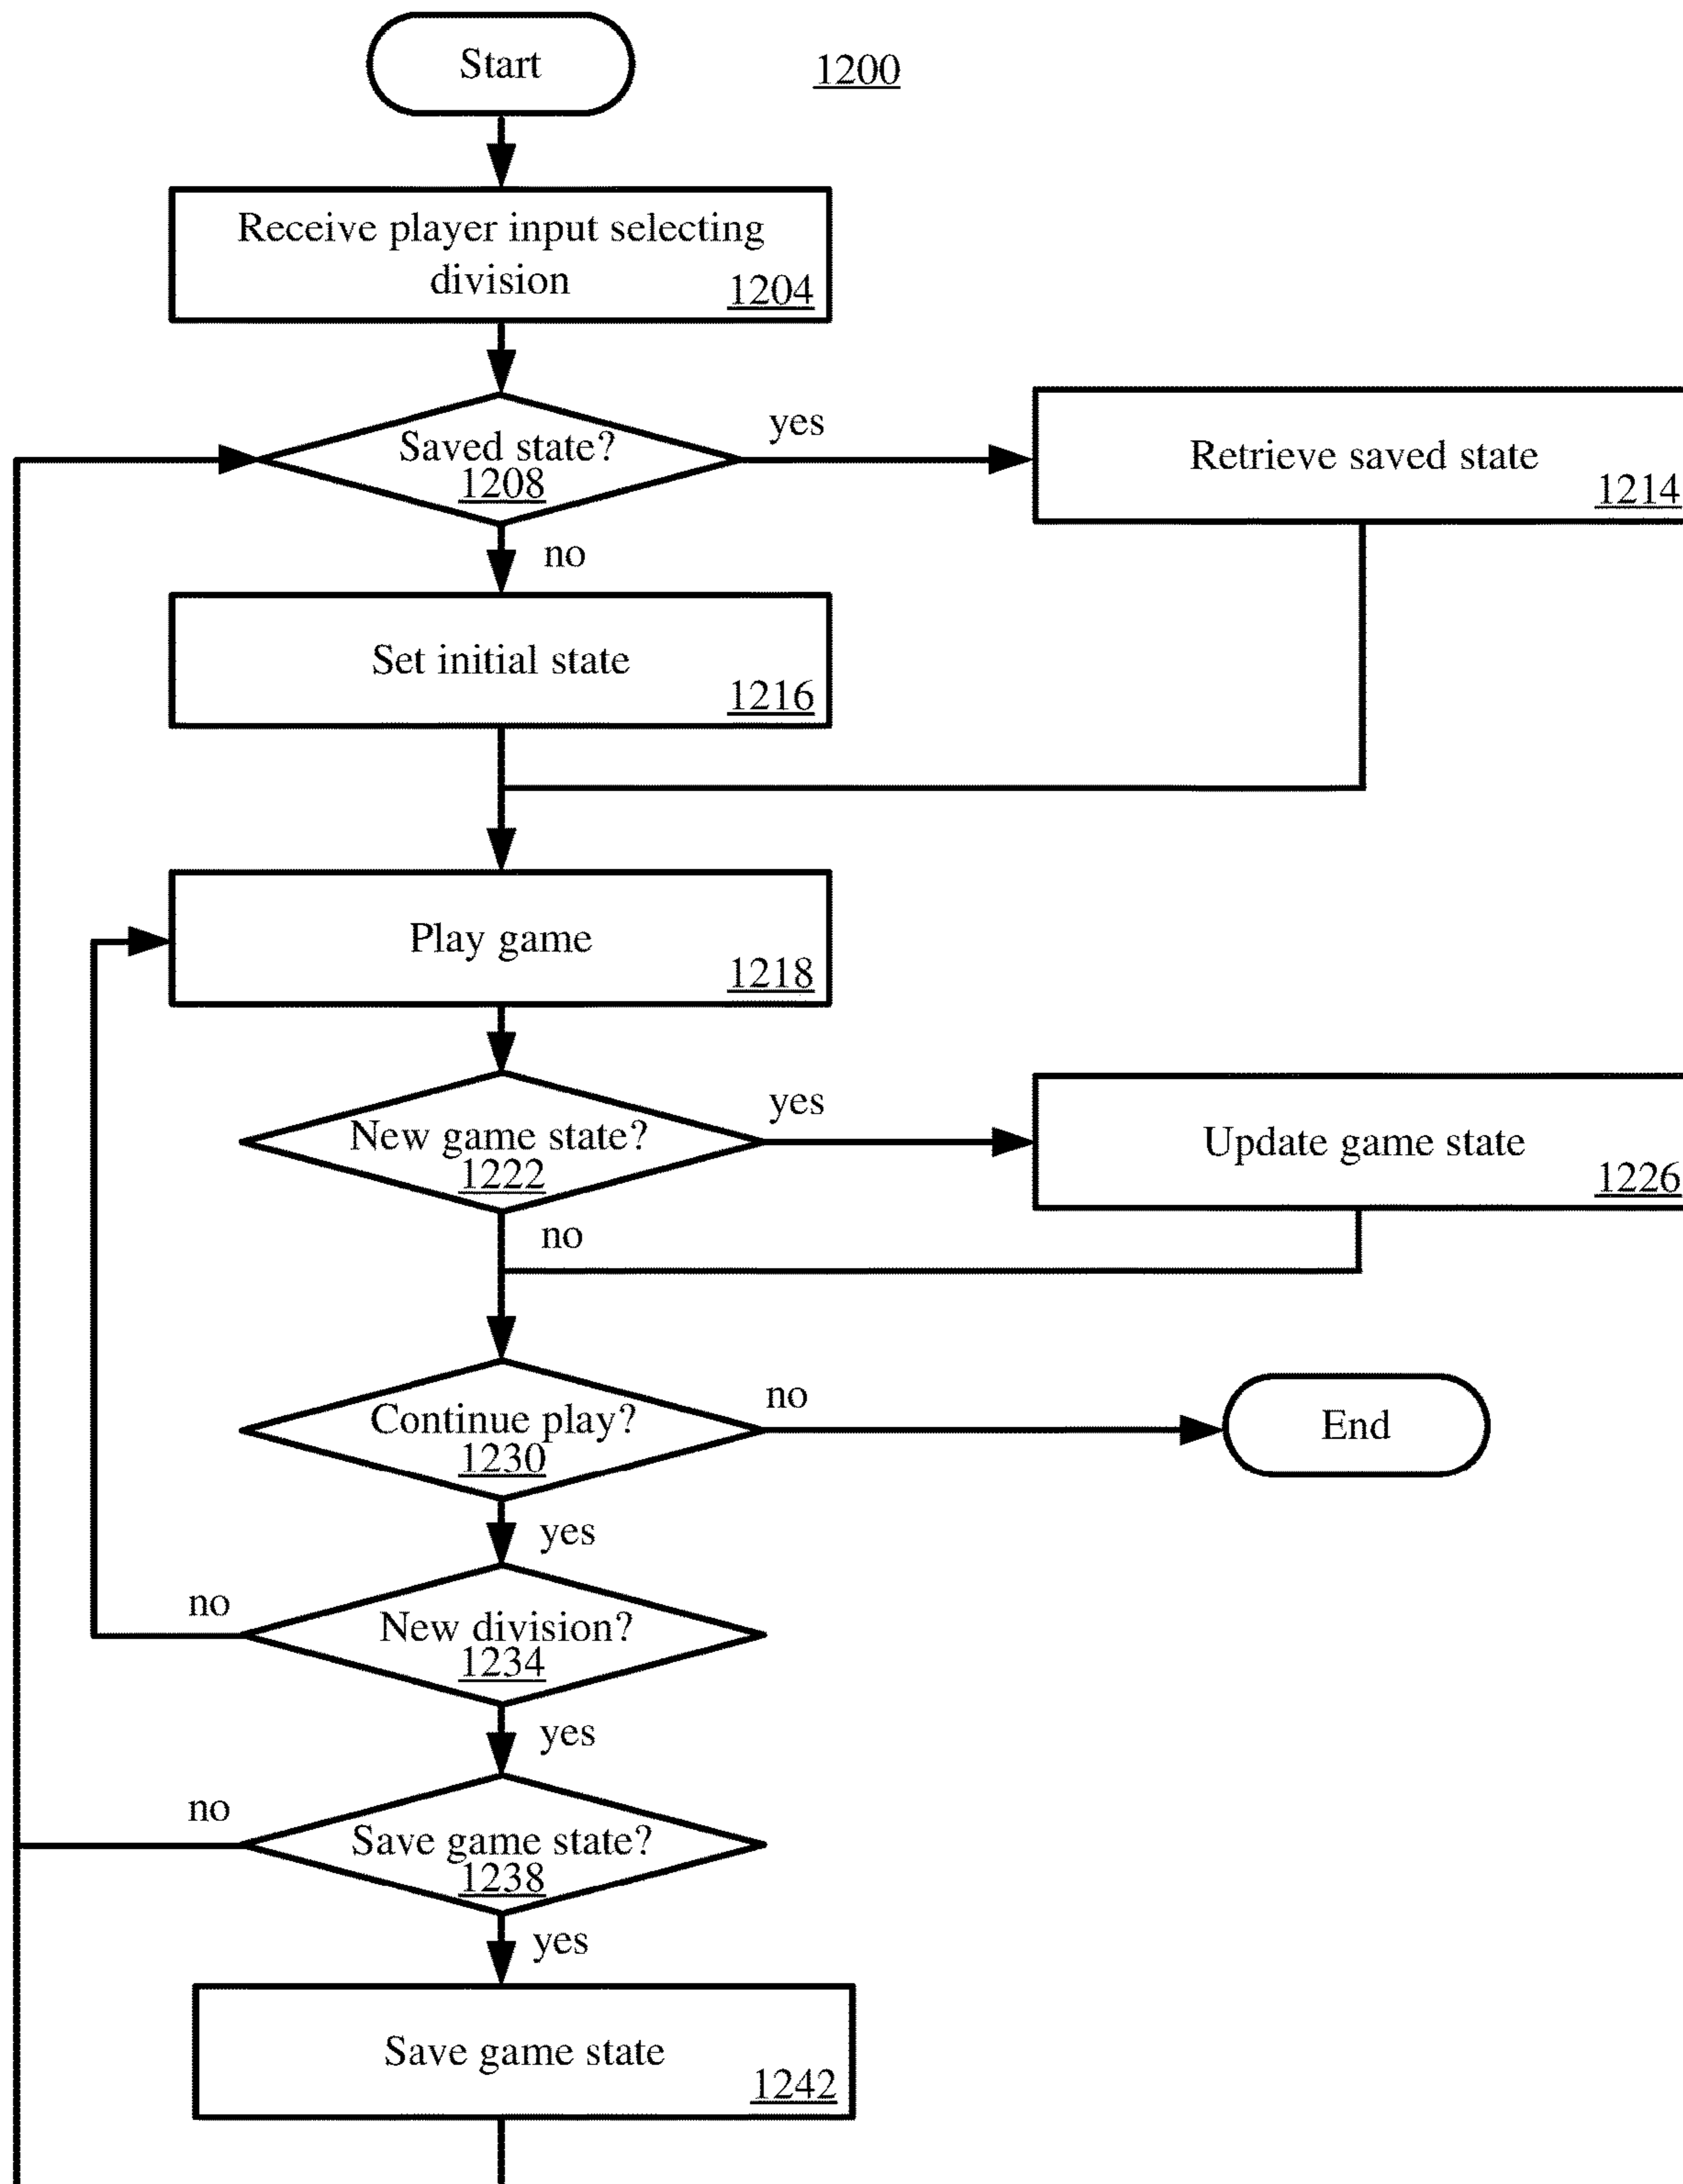 Start
1200
Receive player input selecting
division
1204
Saved state?
1208
yes
Retrieve saved state
1214
no
Set initial state
1216
Play game
1218
New game state?
1222
yes
Update game state
1226
no
Continue play?
1230
no
End
yes
New division?
1234
no
yes
Save game state?
1238
no
yes
Save game state
1242